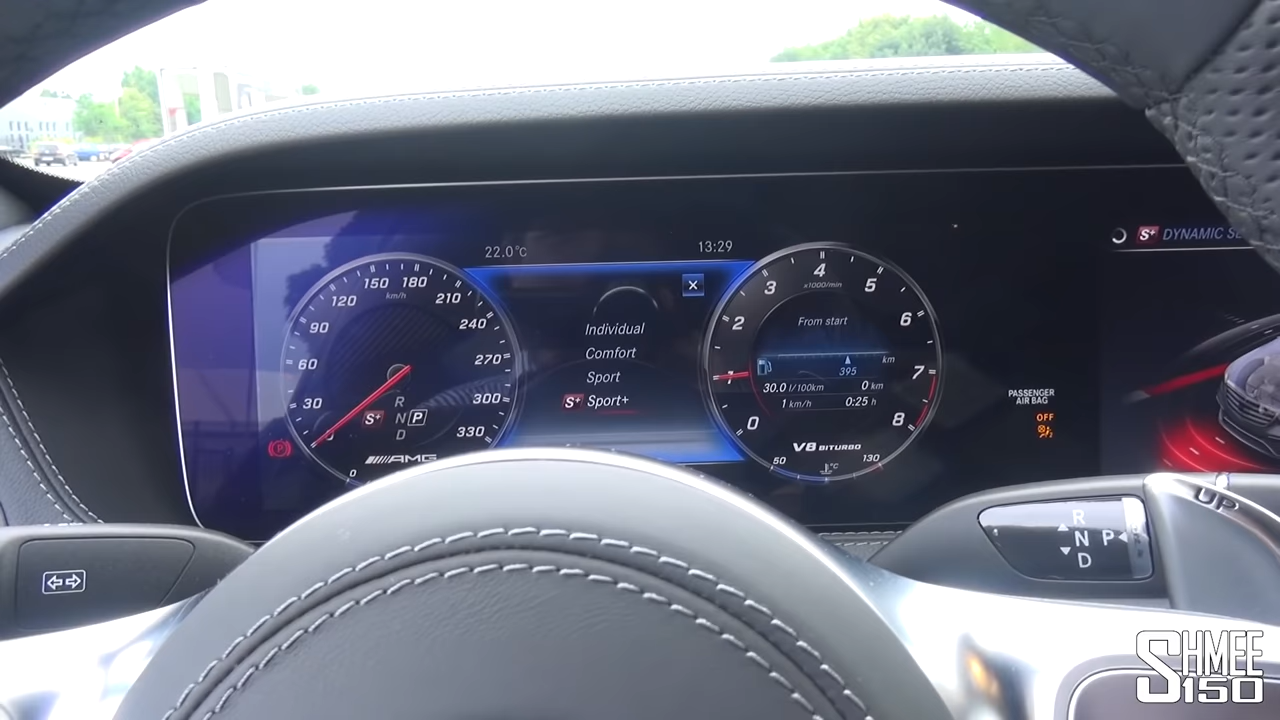 22.0°C
13:29
S+ DYNAMIC SE
0
30
60
90
120
150
180
210
240
270
300
330
km/h
S+
R
N P
D
P
AMG
×
Individual
Comfort
Sport
S+ Sport+
0
1
2
3
4
5
6
7
8
x1000/min
From start
km
395
30.0 l/100km
0 km
1 km/h
0:25 h
V8 BITURBO
50
°C
130
PASSENGER
AIR BAG
OFF
R
N P
D
UP
SHMEE
150